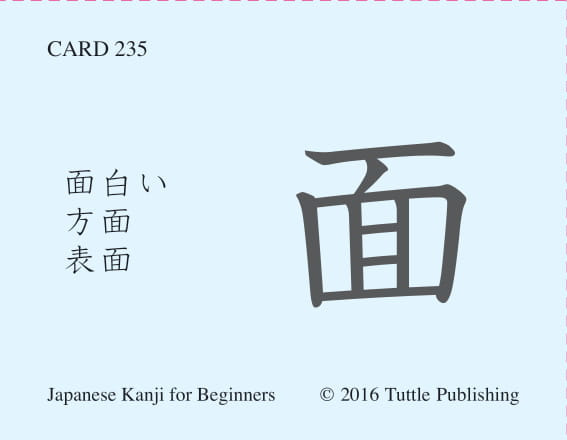 CARD 235
面白い
方面
表面
面
Japanese Kanji for Beginners
© 2016 Tuttle Publishing